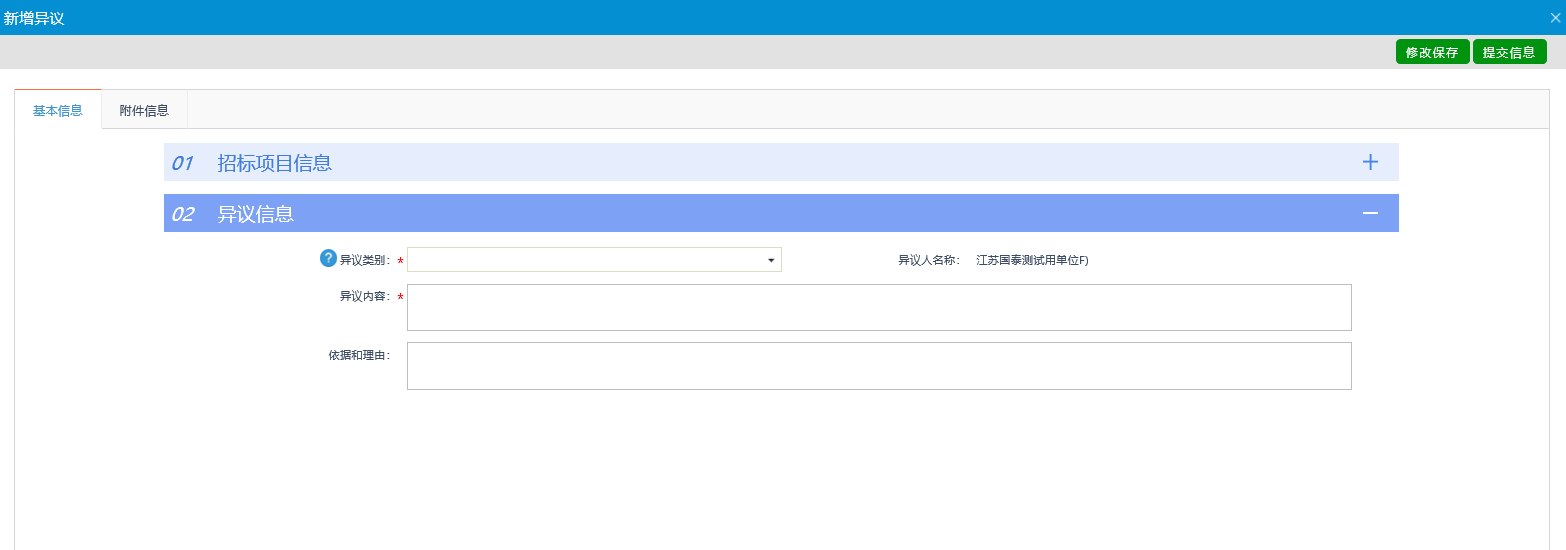 新增异议
修改保存 提交信息
基本信息 附件信息
01 招标项目信息
02 异议信息
异议类别： * 异议人名称： 江苏国泰测试用单位F)
异议内容： *
依据和理由：